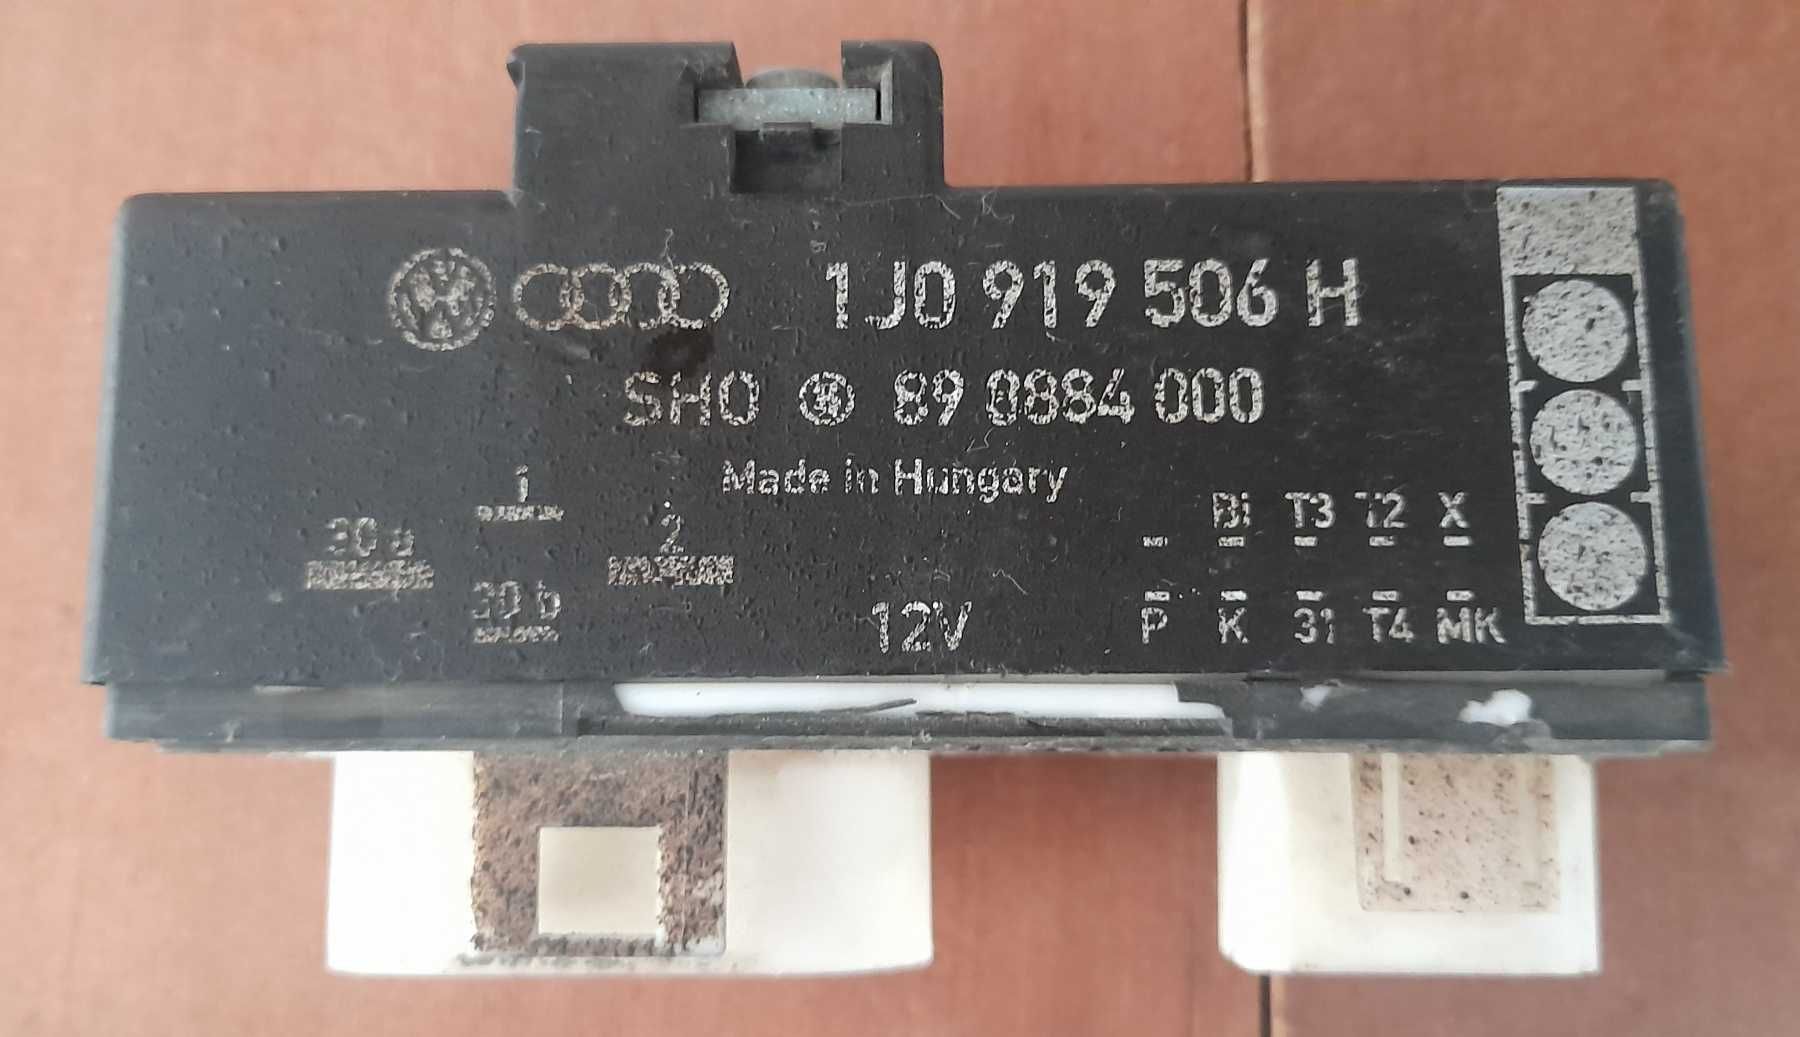 1J0 919 506 H
SHO 89 0884 000
Made in Hungary
1
30 a
2
30 b
12V
Bi T3 T2 X
P K 31 T4 MK